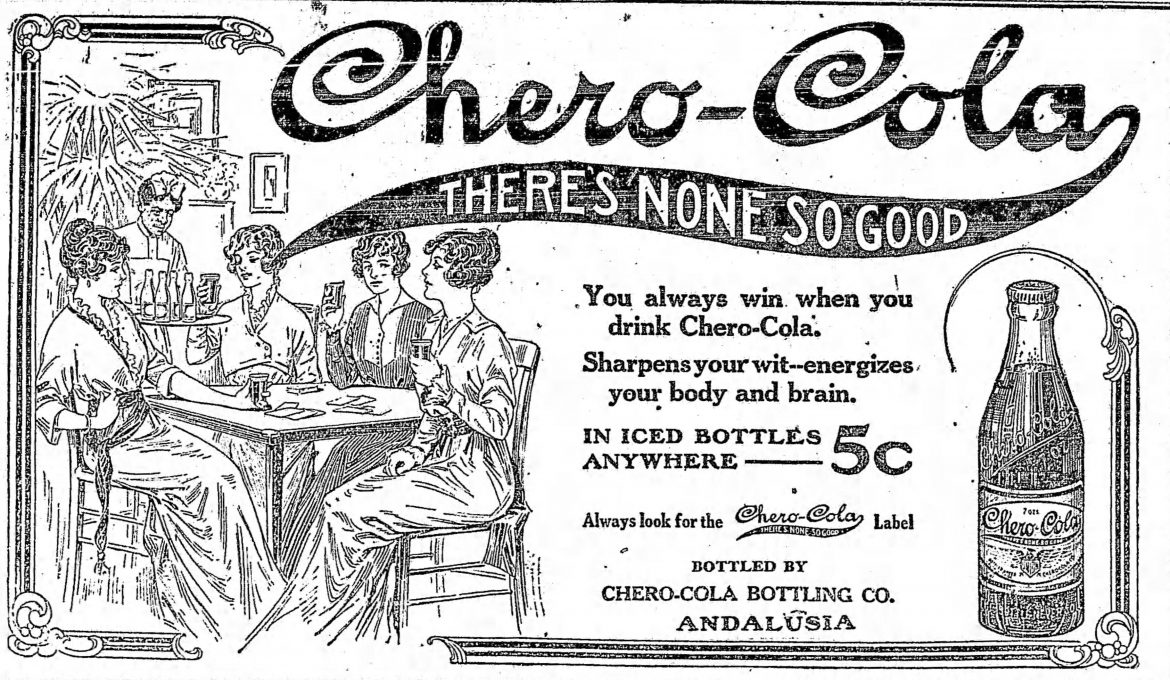 Chero-Cola
THERE'S NONE SO GOOD
You always win when you
drink Chero-Cola.
Sharpens your wit--energizes
your body and brain.
IN ICED BOTTLES
ANYWHERE — 5c
Always look for the Chero-Cola Label
THERE'S NONE SO GOOD
BOTTLED BY
CHERO-COLA BOTTLING CO.
ANDALUSIA
Chero-Cola
7 OZS
Chero-Cola